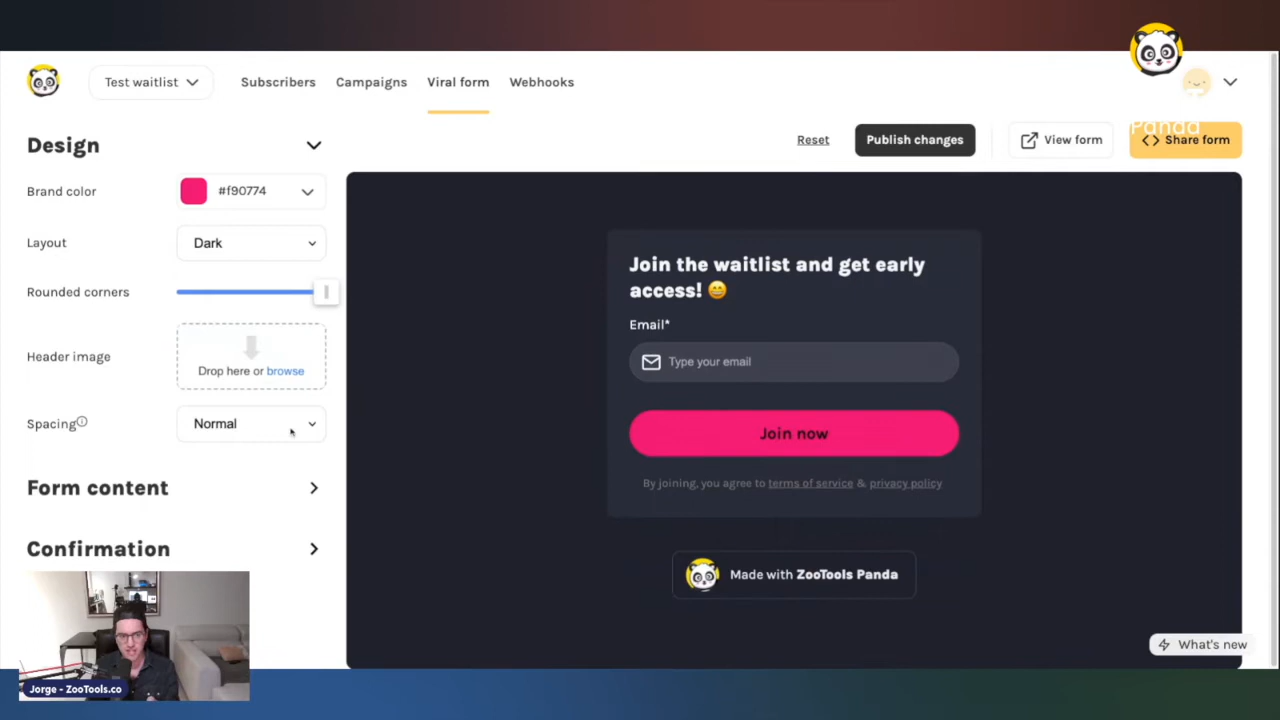 Test waitlist
Subscribers
Campaigns
Viral form
Webhooks
Panda
Design
Reset
Publish changes
View form
Share form
Brand color
#f90774
Layout
Dark
Rounded corners
Header image
Drop here or browse
Spacing
Normal
Form content
Confirmation
Join the waitlist and get early
access! 😄
Email*
Type your email
Join now
By joining, you agree to terms of service & privacy policy
Made with ZooTools Panda
What's new
Jorge - ZooTools.co